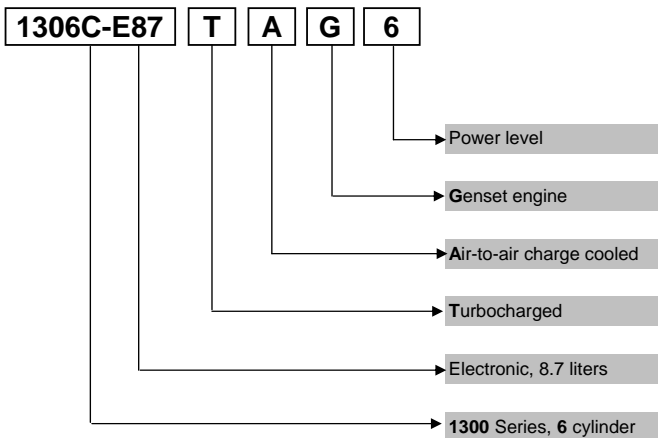 1306C-E87 T A G 6
Power level
Genset engine
Air-to-air charge cooled
Turbocharged
Electronic, 8.7 liters
1300 Series, 6 cylinder